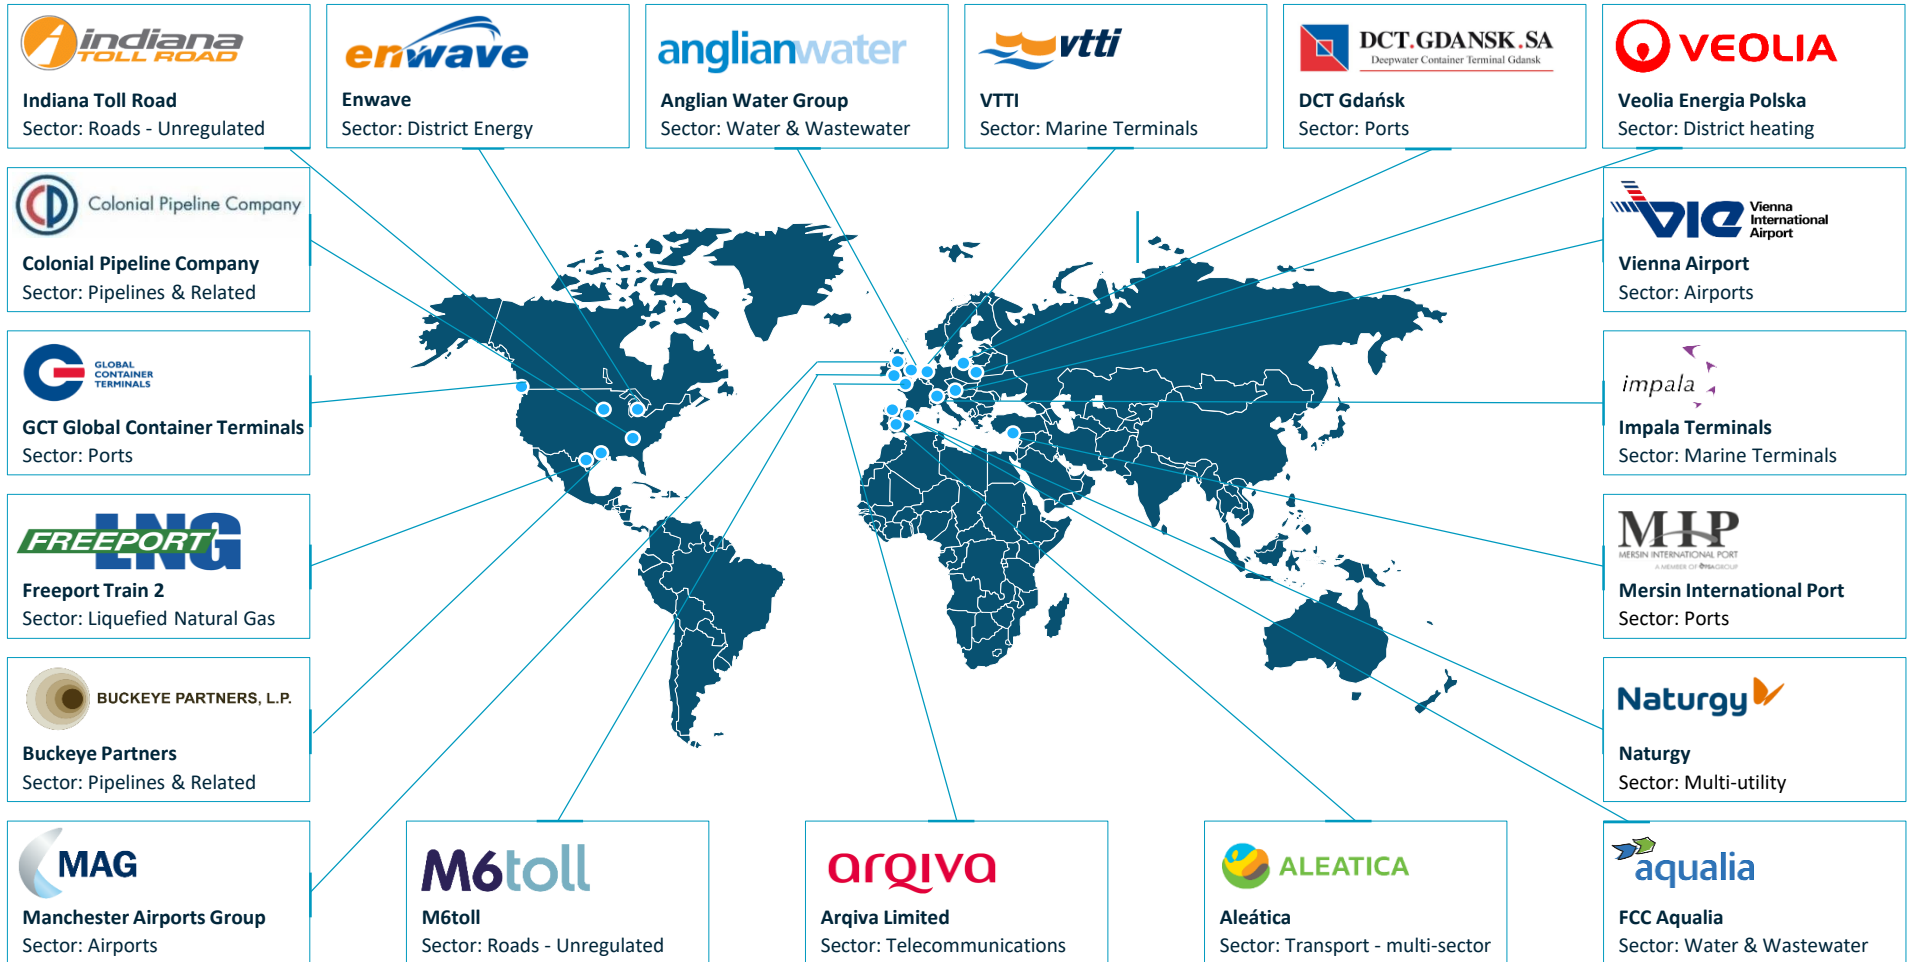 indiana
TOLL ROAD
Indiana Toll Road
Sector: Roads - Unregulated
enwave
Enwave
Sector: District Energy
anglianwater
Anglian Water Group
Sector: Water & Wastewater
vtti
VTTI
Sector: Marine Terminals
DCT.GDANSK.SA
Deepwater Container Terminal Gdansk
DCT Gdańsk
Sector: Ports
VEOLIA
Veolia Energia Polska
Sector: District heating
Colonial Pipeline Company
Colonial Pipeline Company
Sector: Pipelines & Related
VIE
Vienna
International
Airport
Vienna Airport
Sector: Airports
GLOBAL
CONTAINER
TERMINALS
GCT Global Container Terminals
Sector: Ports
impala
Impala Terminals
Sector: Marine Terminals
FREEPORT
LNG
Freeport Train 2
Sector: Liquefied Natural Gas
MIP
MERSIN INTERNATIONAL PORT
A MEMBER OF PSA GROUP
Mersin International Port
Sector: Ports
BUCKEYE PARTNERS, L.P.
Buckeye Partners
Sector: Pipelines & Related
Naturgy
Naturgy
Sector: Multi-utility
MAG
Manchester Airports Group
Sector: Airports
M6toll
M6toll
Sector: Roads - Unregulated
arqiva
Arqiva Limited
Sector: Telecommunications
ALEATICA
Aleática
Sector: Transport - multi-sector
aqualia
FCC Aqualia
Sector: Water & Wastewater